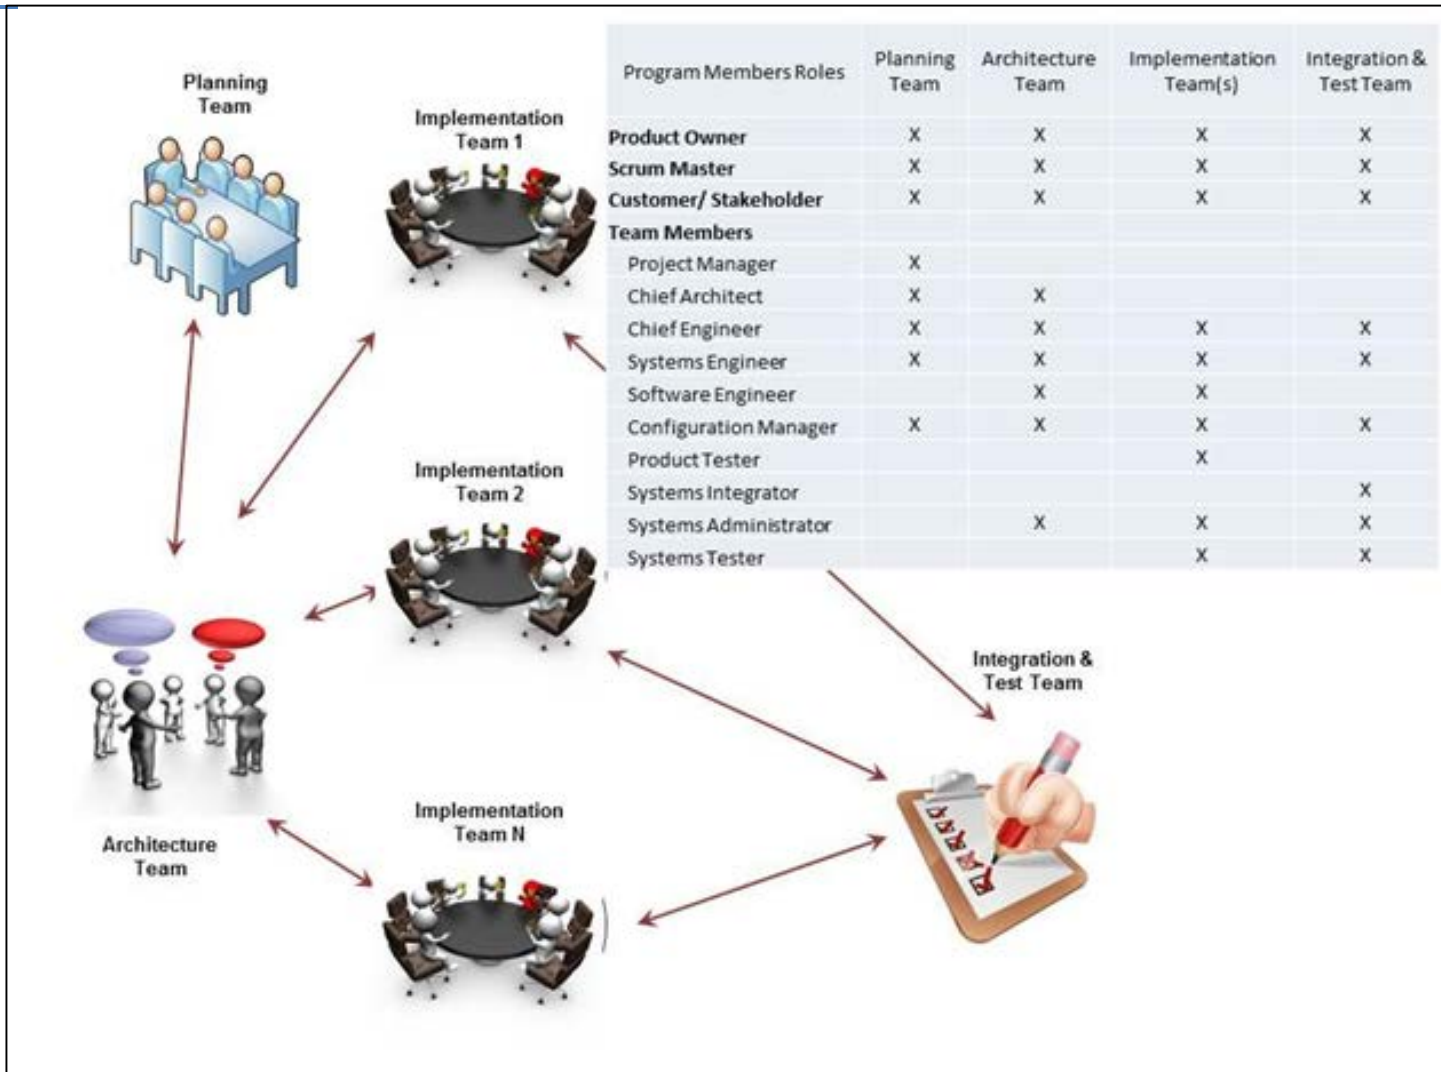 Planning
Team
Implementation
Team 1
Program Members Roles
Planning
Team
Architecture
Team
Implementation
Team(s)
Integration &
Test Team
Product Owner X X X X
Scrum Master X X X X
Customer/ Stakeholder X X X X
Team Members
Project Manager X
Chief Architect X X
Chief Engineer X X X X
Systems Engineer X X X X
Software Engineer X X
Configuration Manager X X X X
Product Tester X
Systems Integrator X
Systems Administrator X X X
Systems Tester X X
Implementation
Team 2
Integration &
Test Team
Architecture
Team
Implementation
Team N